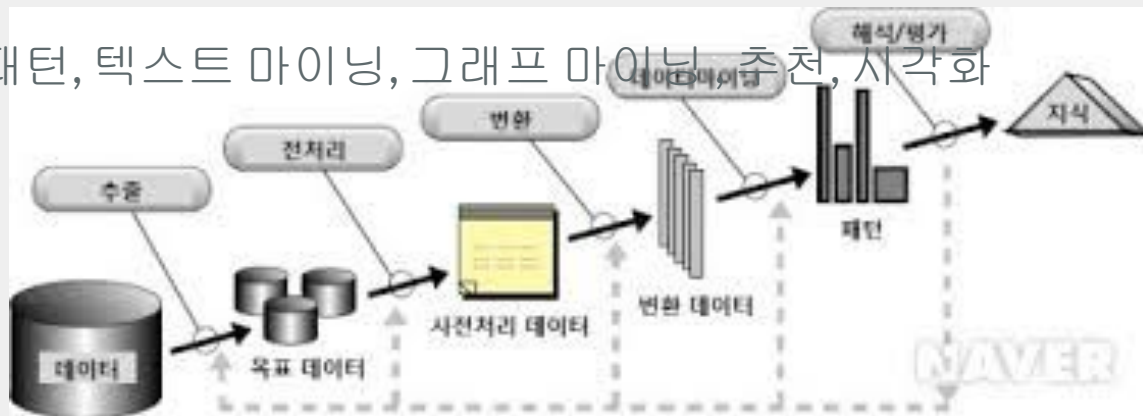 패턴, 텍스트 마이닝, 그래프 마이닝, 추천, 시각화
해석/평가
데이터마이닝
변환
전처리
추출
지식
패턴
변환 데이터
사전처리 데이터
목표 데이터
데이터
NAVER